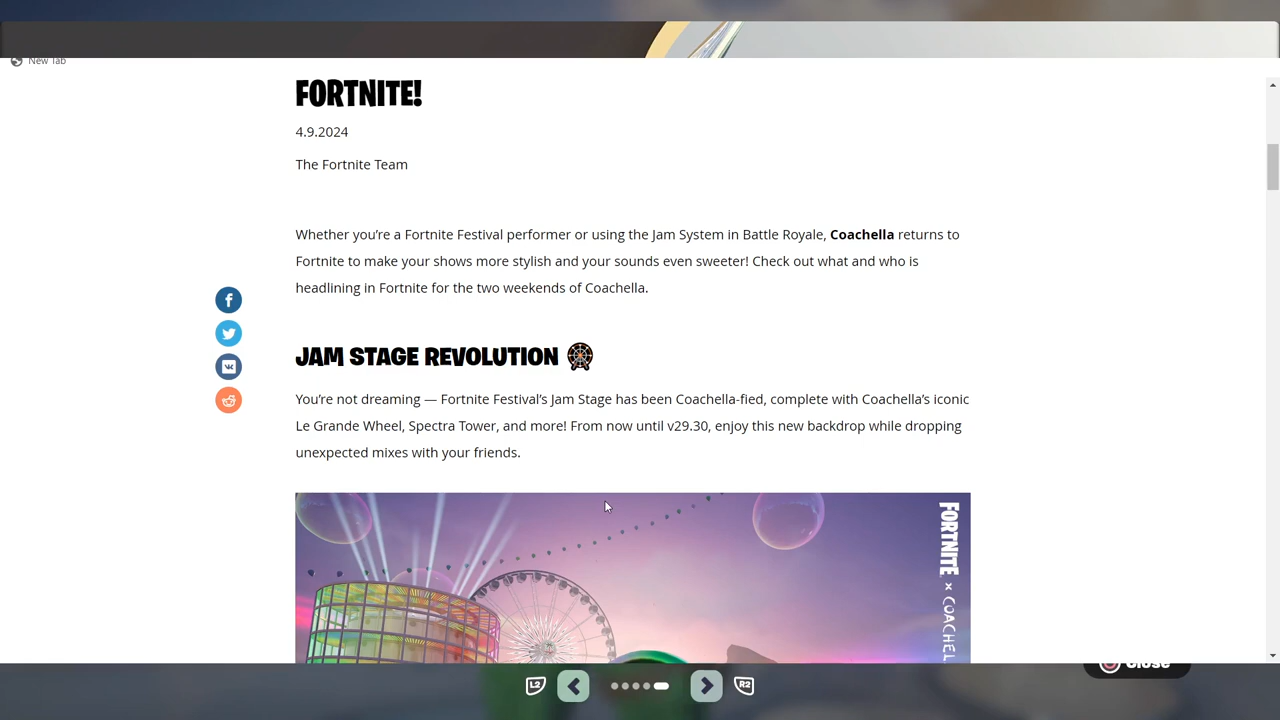 New Tab
FORTNITE!
4.9.2024
The Fortnite Team
Whether you're a Fortnite Festival performer or using the Jam System in Battle Royale, Coachella returns to
Fortnite to make your shows more stylish and your sounds even sweeter! Check out what and who is
headlining in Fortnite for the two weekends of Coachella.
JAM STAGE REVOLUTION
You're not dreaming — Fortnite Festival's Jam Stage has been Coachella-fied, complete with Coachella's iconic
Le Grande Wheel, Spectra Tower, and more! From now until v29.30, enjoy this new backdrop while dropping
unexpected mixes with your friends.
FORTNITE × COACHEL
Close
L2
R2